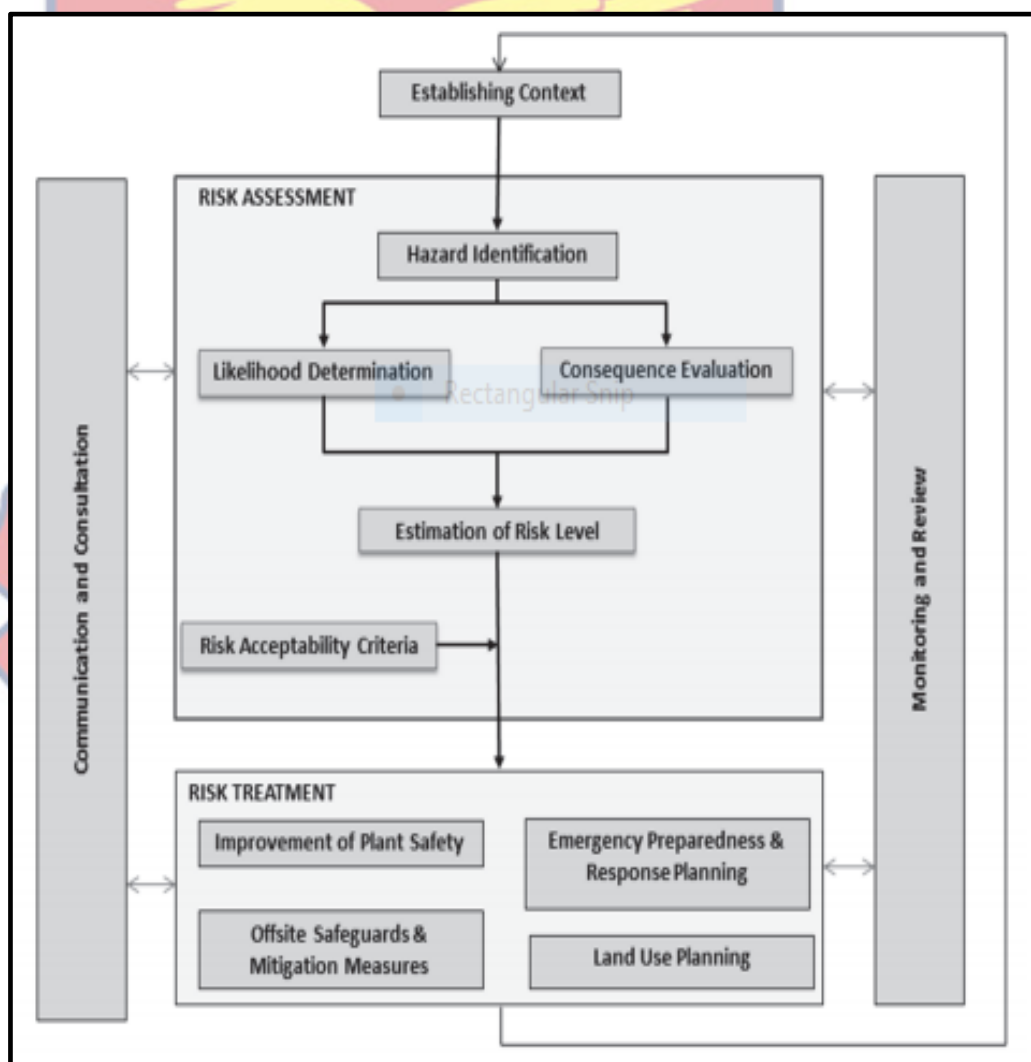 Establishing Context
RISK ASSESSMENT
Hazard Identification
Likelihood Determination
Consequence Evaluation
Rectangular Snip
Estimation of Risk Level
Risk Acceptability Criteria
RISK TREATMENT
Improvement of Plant Safety
Emergency Preparedness &
Response Planning
Offsite Safeguards &
Mitigation Measures
Land Use Planning
Communication and Consultation
Monitoring and Review